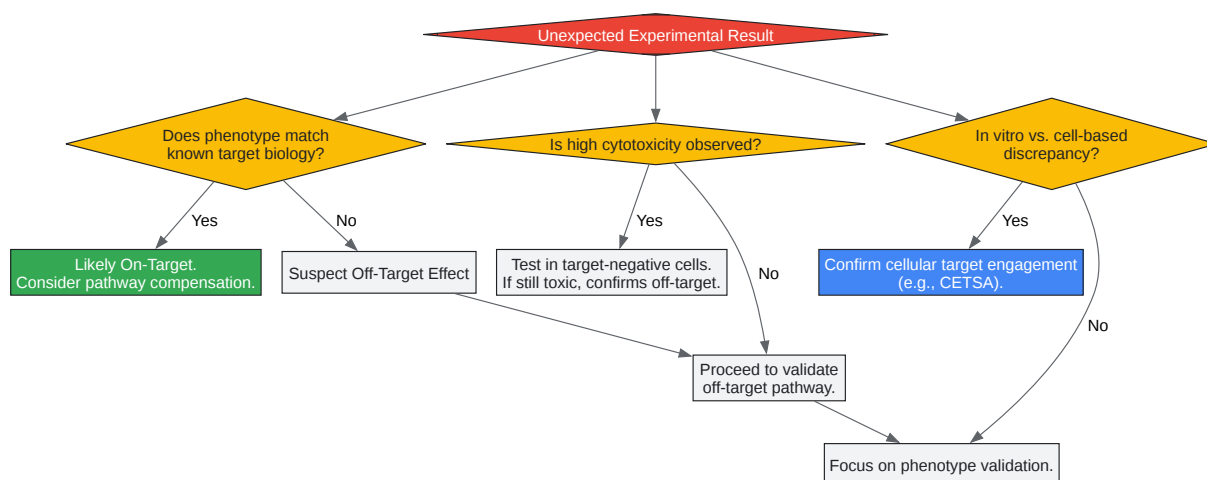 Unexpected Experimental Result
Does phenotype match
known target biology?
Is high cytotoxicity observed?
In vitro vs. cell-based
discrepancy?
Yes
No
Yes
No
Yes
No
Likely On-Target.
Consider pathway compensation.
Suspect Off-Target Effect
Test in target-negative cells.
If still toxic, confirms off-target.
Confirm cellular target engagement
(e.g., CETSA).
Proceed to validate
off-target pathway.
Focus on phenotype validation.